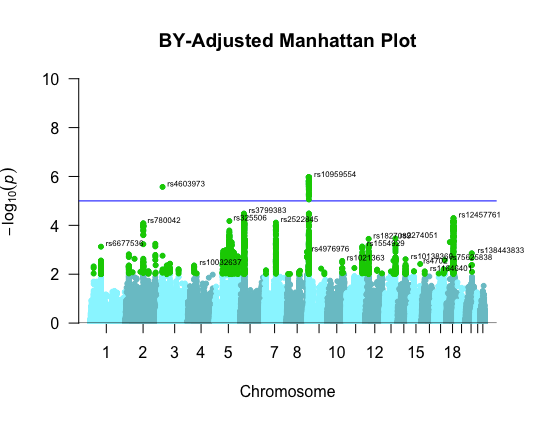 BY-Adjusted Manhattan Plot
10
8
6
4
2
0
−log10(p)
rs10959554
rs4603973
rs3799383
rs12457761
rs325506
rs2522845
rs780042
rs6677536
rs4976976
rs1554929
rs138443833
rs10032637
rs1021363
1 2 3 4 5 7 8 10 12 15 18
Chromosome